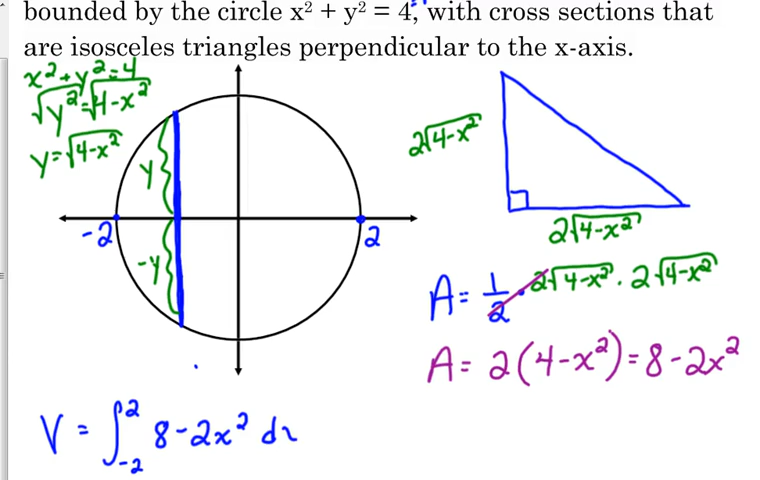 bounded by the circle x² + y² = 4, with cross sections that
are isosceles triangles perpendicular to the x-axis.
x²+y²=4
√y²=√4-x²
y=√4-x²
y
-y
-2
2
2√4-x²
2√4-x²
A= 1/2 · 2√4-x² · 2√4-x²
A= 2(4-x²)=8-2x²
V = ∫₋₂² 8-2x² dx